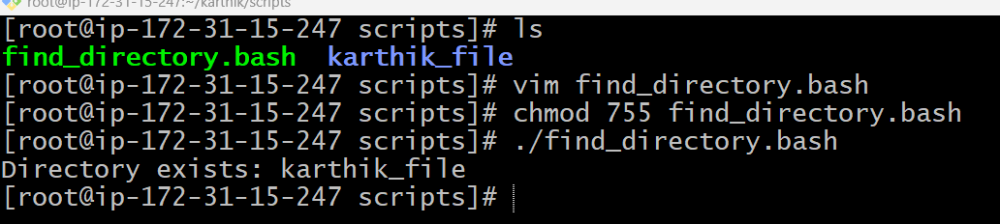 root@ip-172-31-15-247:~/karthik/scripts
[root@ip-172-31-15-247 scripts]# ls
find_directory.bash  karthik_file
[root@ip-172-31-15-247 scripts]# vim find_directory.bash
[root@ip-172-31-15-247 scripts]# chmod 755 find_directory.bash
[root@ip-172-31-15-247 scripts]# ./find_directory.bash
Directory exists: karthik_file
[root@ip-172-31-15-247 scripts]#